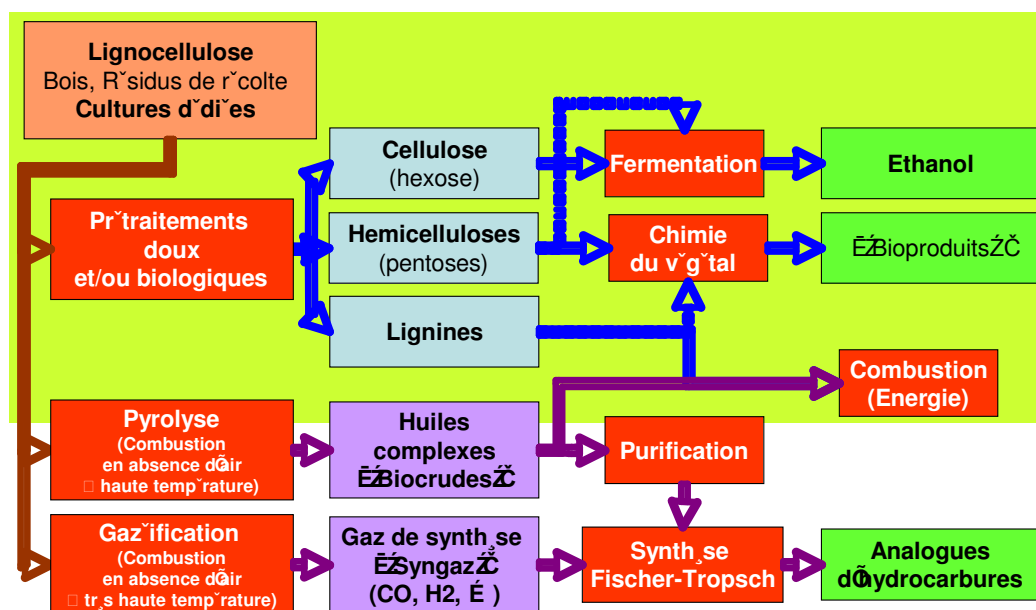 Lignocellulose
Bois, Rˇsidus de rˇcolte
Cultures dˇdiˇes
Cellulose
(hexose)
Fermentation
Ethanol
Prˇtraitements
doux
et/ou biologiques
Hemicelluloses
(pentoses)
Chimie
du vˇgˇtal
ĒŹBioproduitsŹČ
Lignines
Combustion
(Energie)
Pyrolyse
(Combustion
en absence dÕair
□ haute tempˇrature)
Huiles
complexes
ĒŹBiocrudesŹČ
Purification
Gazˇification
(Combustion
en absence dÕair
□ tr¸s haute tempˇrature)
Gaz de synth¸se
ĒŹSyngazŹČ
(CO, H2, É )
Synth¸se
Fischer-Tropsch
Analogues
dÕhydrocarbures